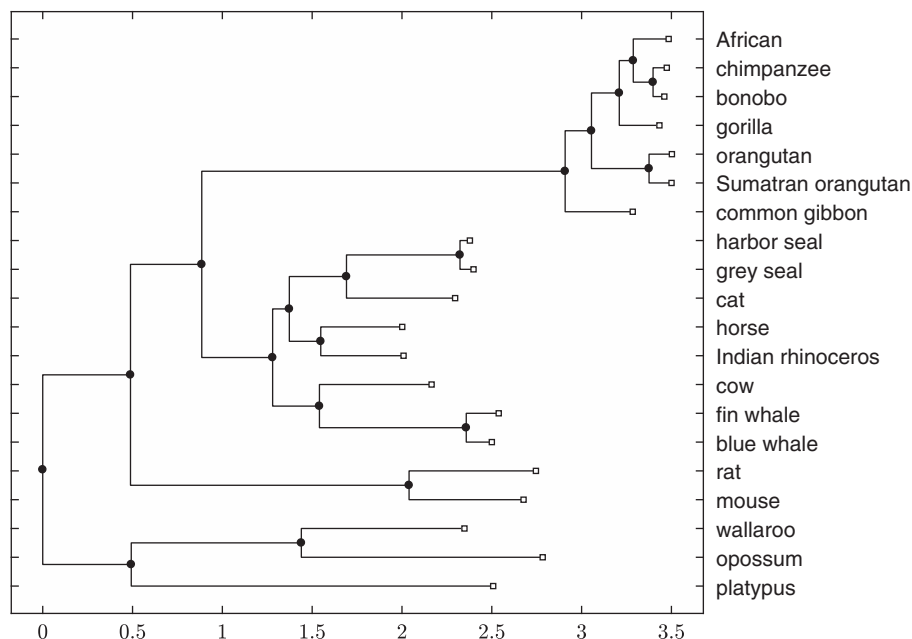 African
chimpanzee
bonobo
gorilla
orangutan
Sumatran orangutan
common gibbon
harbor seal
grey seal
cat
horse
Indian rhinoceros
cow
fin whale
blue whale
rat
mouse
wallaroo
opossum
platypus
0 0.5 1 1.5 2 2.5 3 3.5